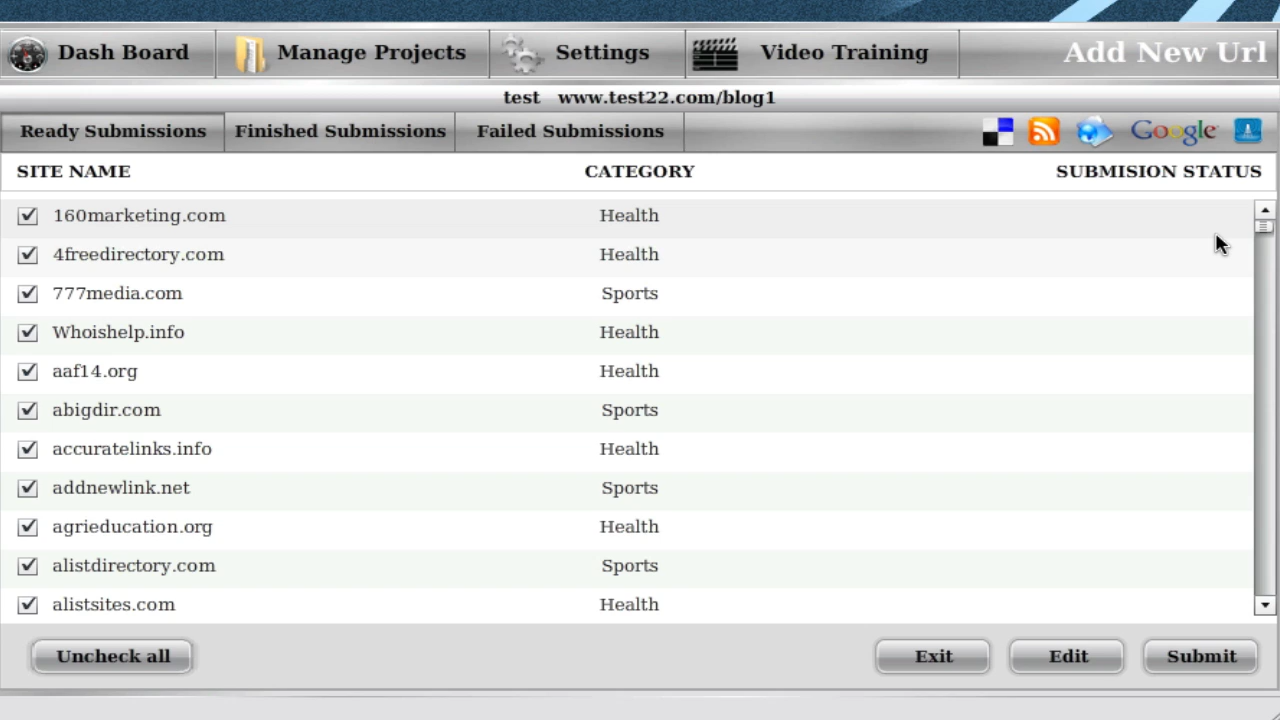 Dash Board Manage Projects Settings Video Training Add New Url
test www.test22.com/blog1
Ready Submissions Finished Submissions Failed Submissions Google
SITE NAME CATEGORY SUBMISION STATUS
160marketing.com Health
4freedirectory.com Health
777media.com Sports
Whoishelp.info Health
aaf14.org Health
abigdir.com Sports
accuratelinks.info Health
addnewlink.net Sports
agrieducation.org Health
alistdirectory.com Sports
alistsites.com Health
Uncheck all Exit Edit Submit